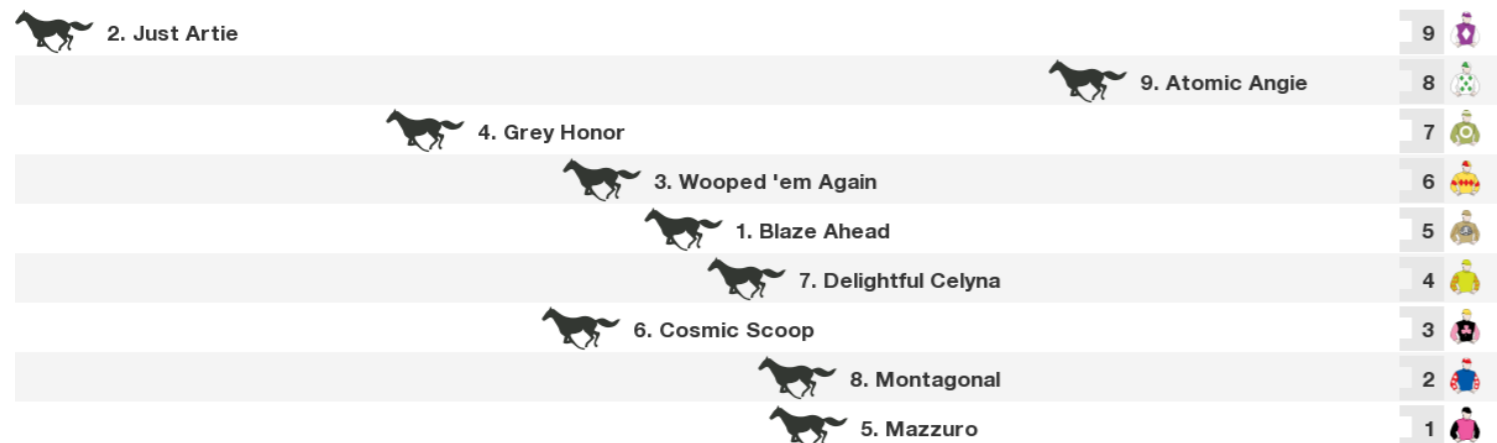 2. Just Artie 9
9. Atomic Angie 8
4. Grey Honor 7
3. Wooped 'em Again 6
1. Blaze Ahead 5
7. Delightful Celyna 4
6. Cosmic Scoop 3
8. Montagonal 2
5. Mazzuro 1